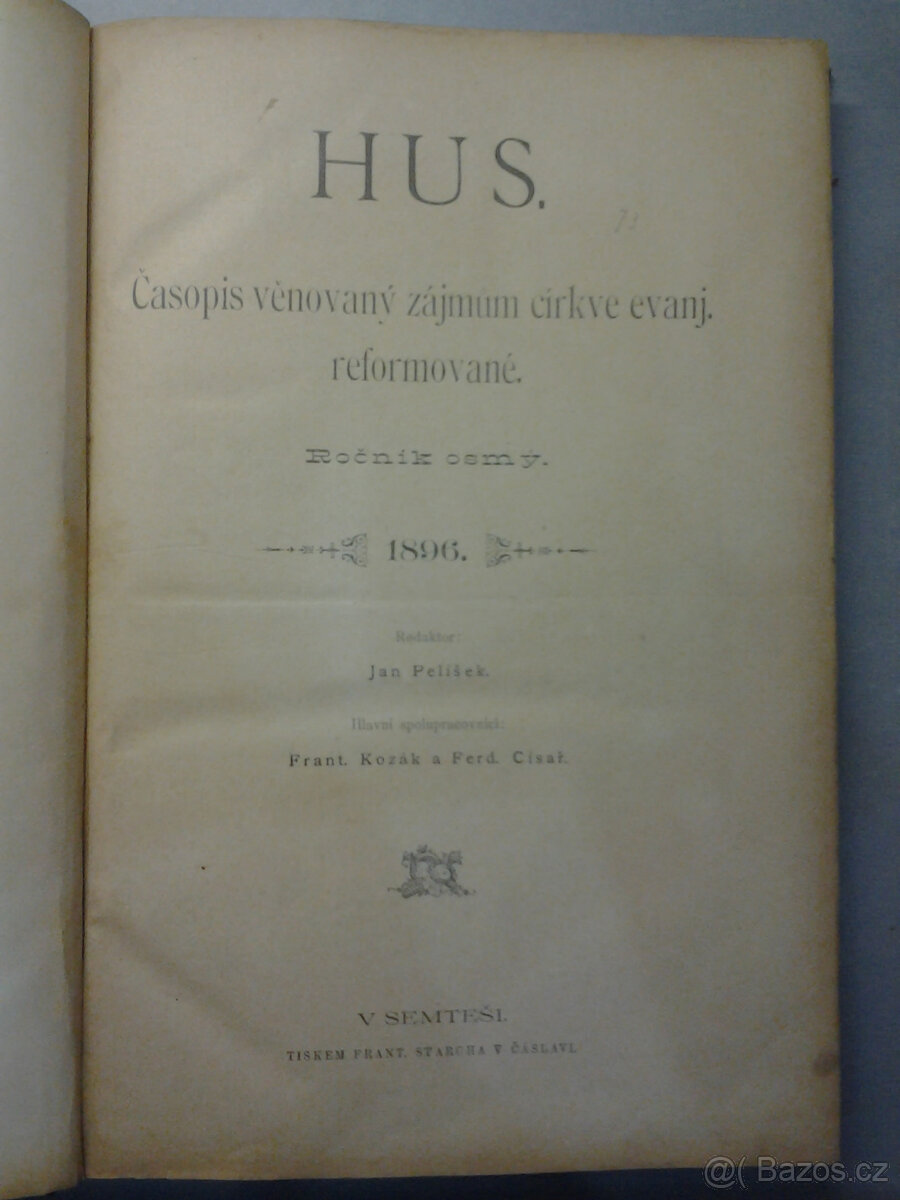 HUS.
73
Časopis věnovaný zájmům církve evanj.
reformované.
Ročník osmý.
1896.
Redaktor:
Jan Pelíšek.
Hlavní spolupracovníci:
Frant. Kozák a Ferd. Císař.
V SEMTĚŠI.
TISKEM FRANT. STARCHA V ČÁSLAVI.
@( Bazos.cz